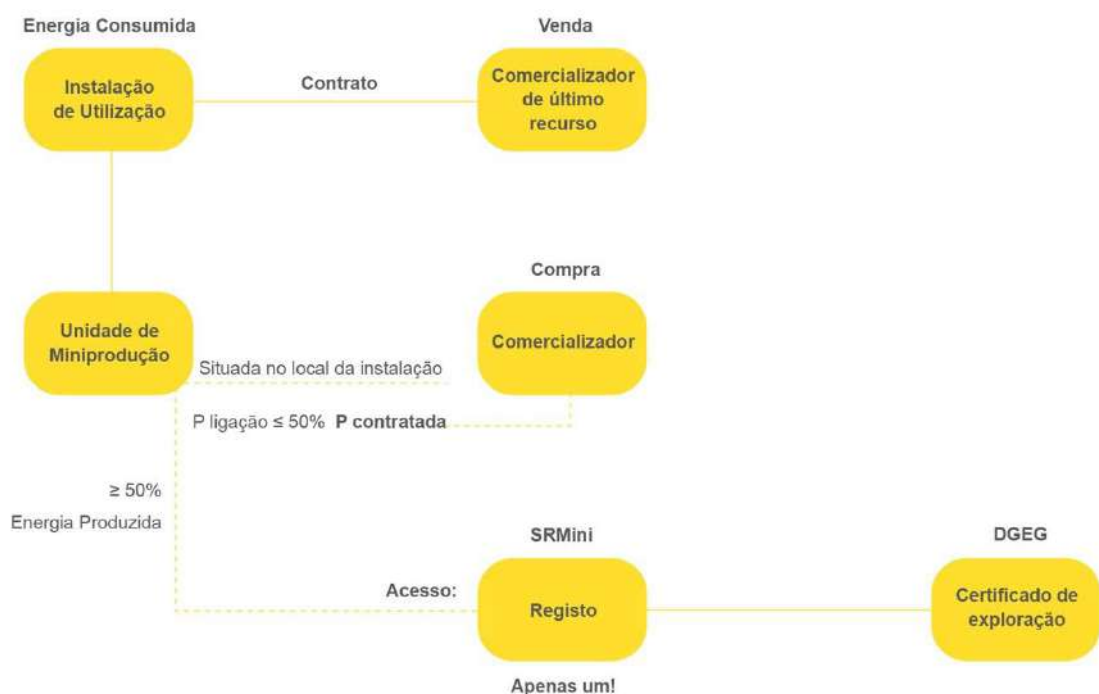 Energia Consumida
Venda
Instalação
de Utilização
Contrato
Comercializador
de último
recurso
Compra
Unidade de
Miniprodução
Comercializador
Situada no local da instalação
P ligação ≤ 50% P contratada
≥ 50%
Energia Produzida
SRMini
DGEG
Acesso:
Registo
Certificado de
exploração
Apenas um!